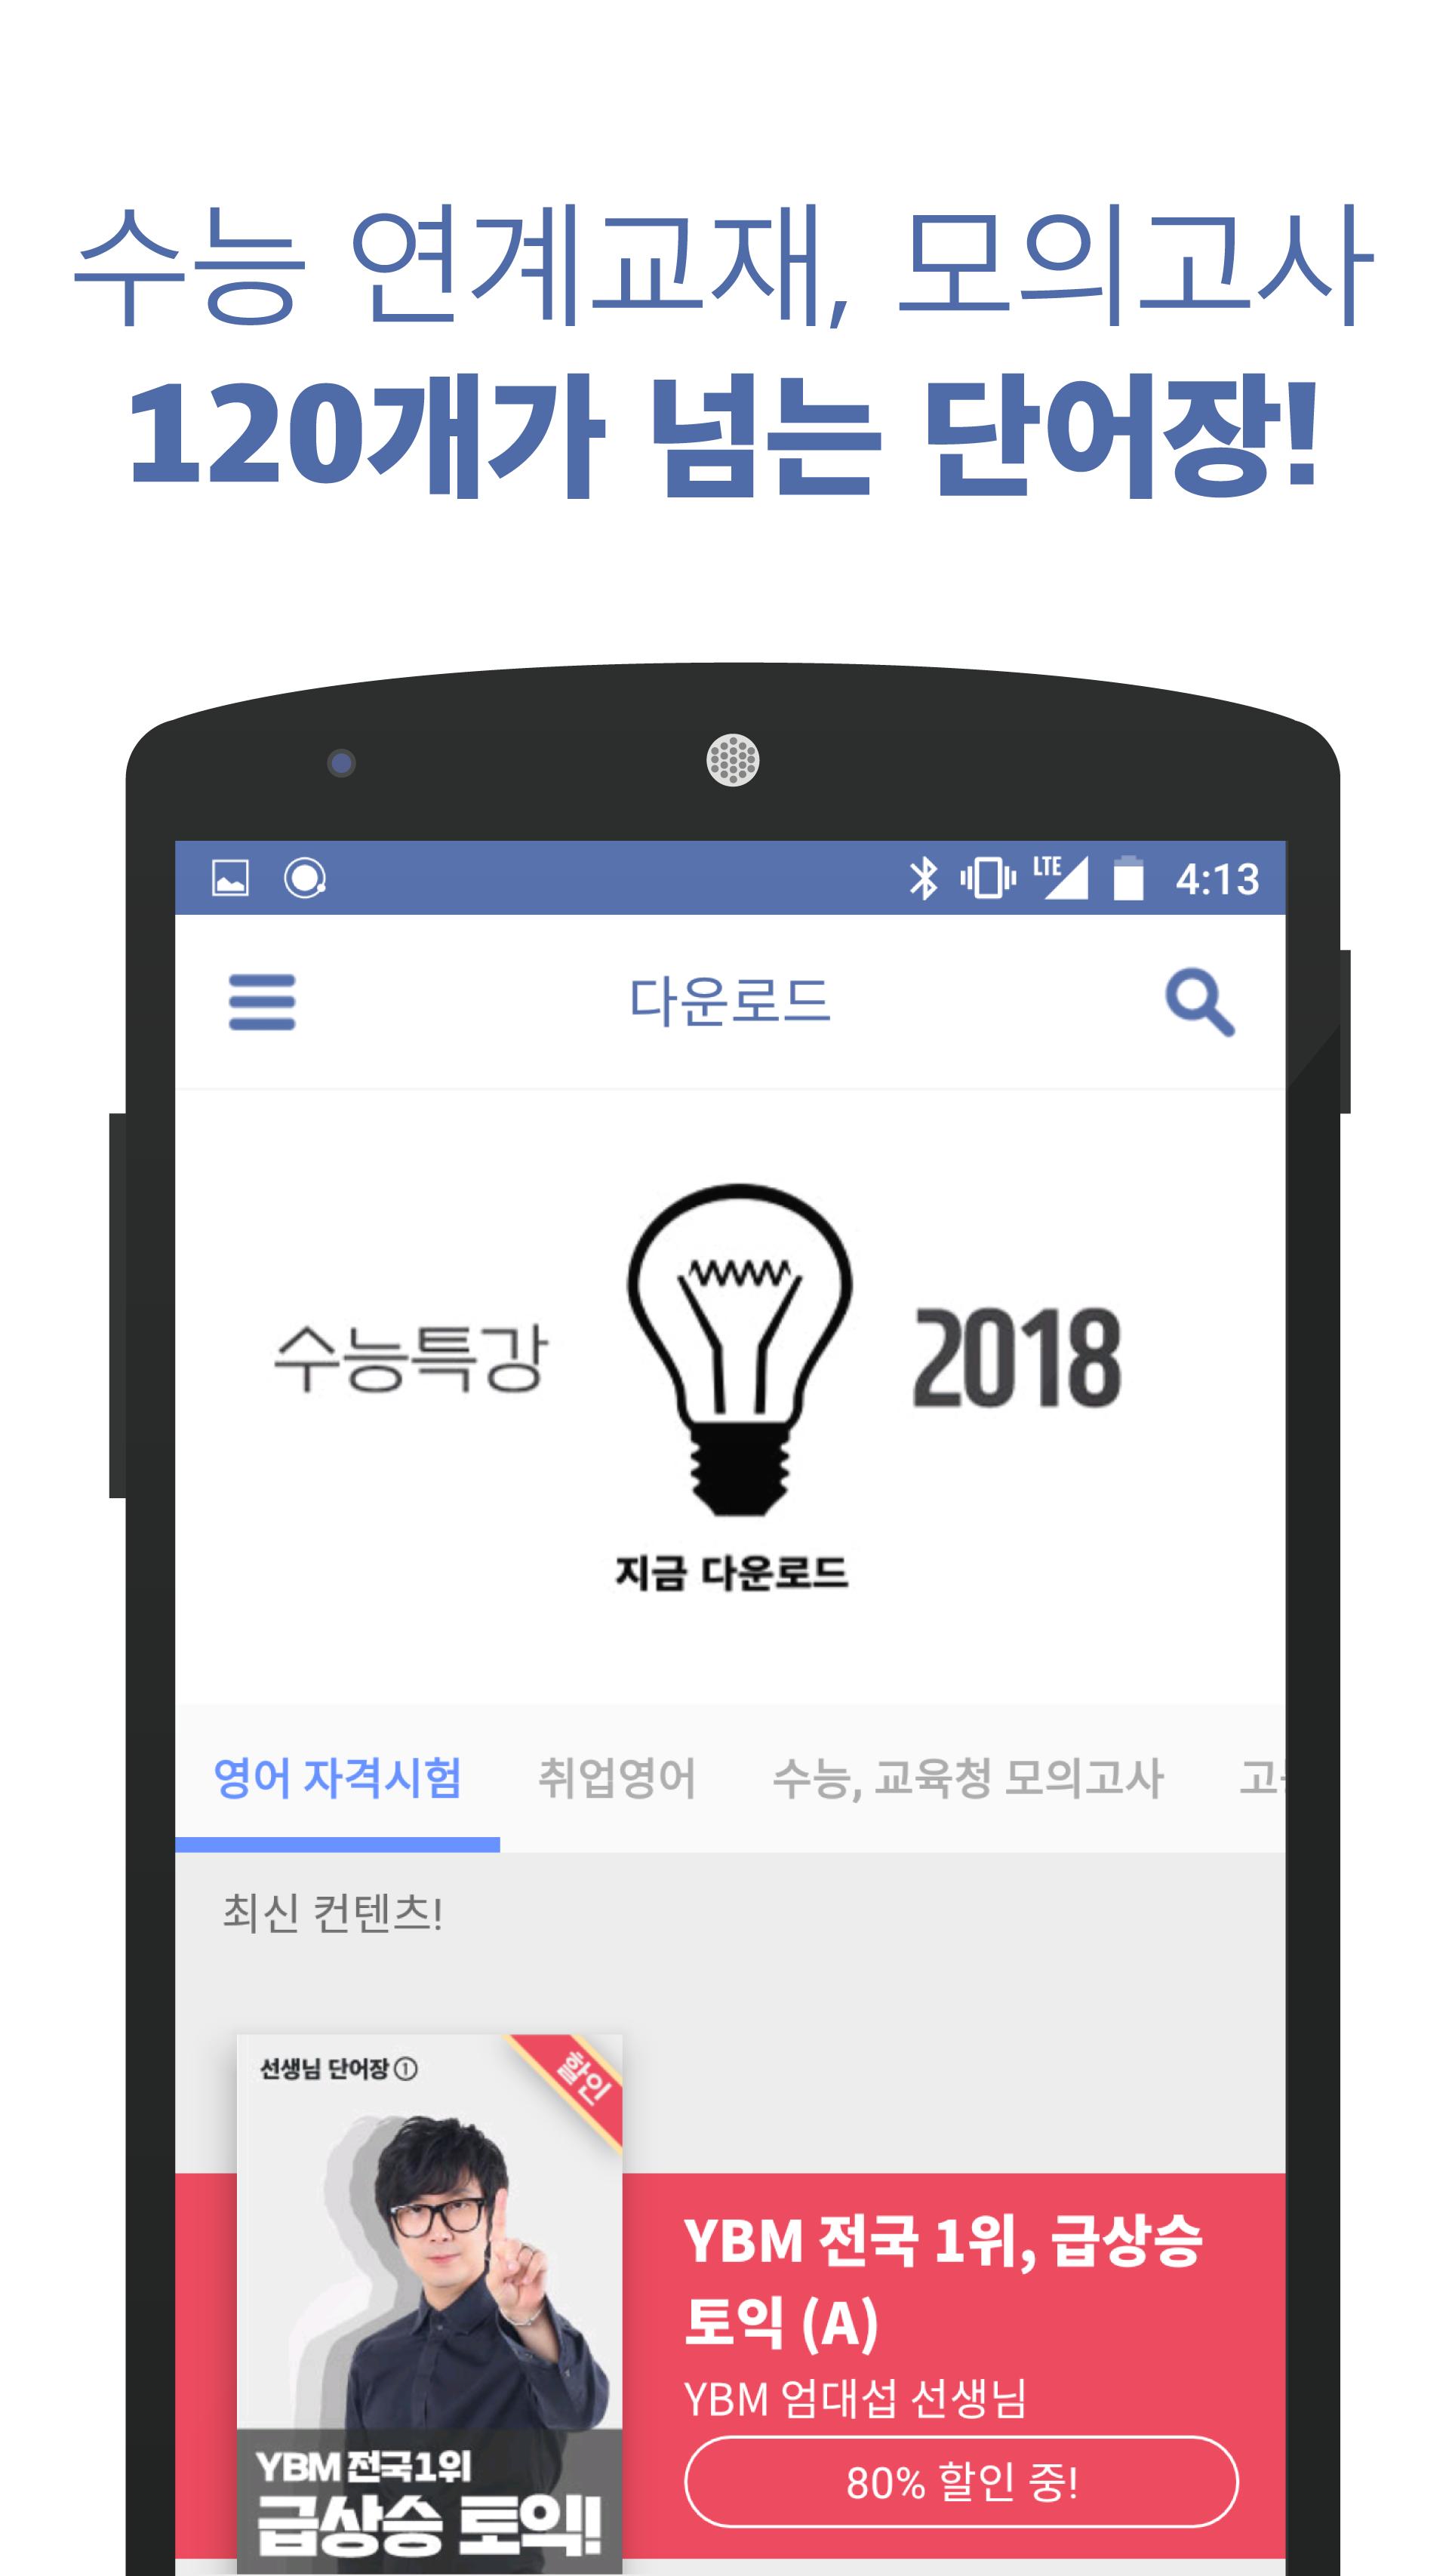 수능 연계교재, 모의고사
120개가 넘는 단어장!
LTE 4:13
다운로드
수능특강 2018
지금 다운로드
영어 자격시험 취업영어 수능, 교육청 모의고사
최신 컨텐츠!
선생님 단어장 ①
할인
YBM 전국1위
급상승 토익!
YBM 전국 1위, 급상승
토익 (A)
YBM 엄대섭 선생님
80% 할인 중!